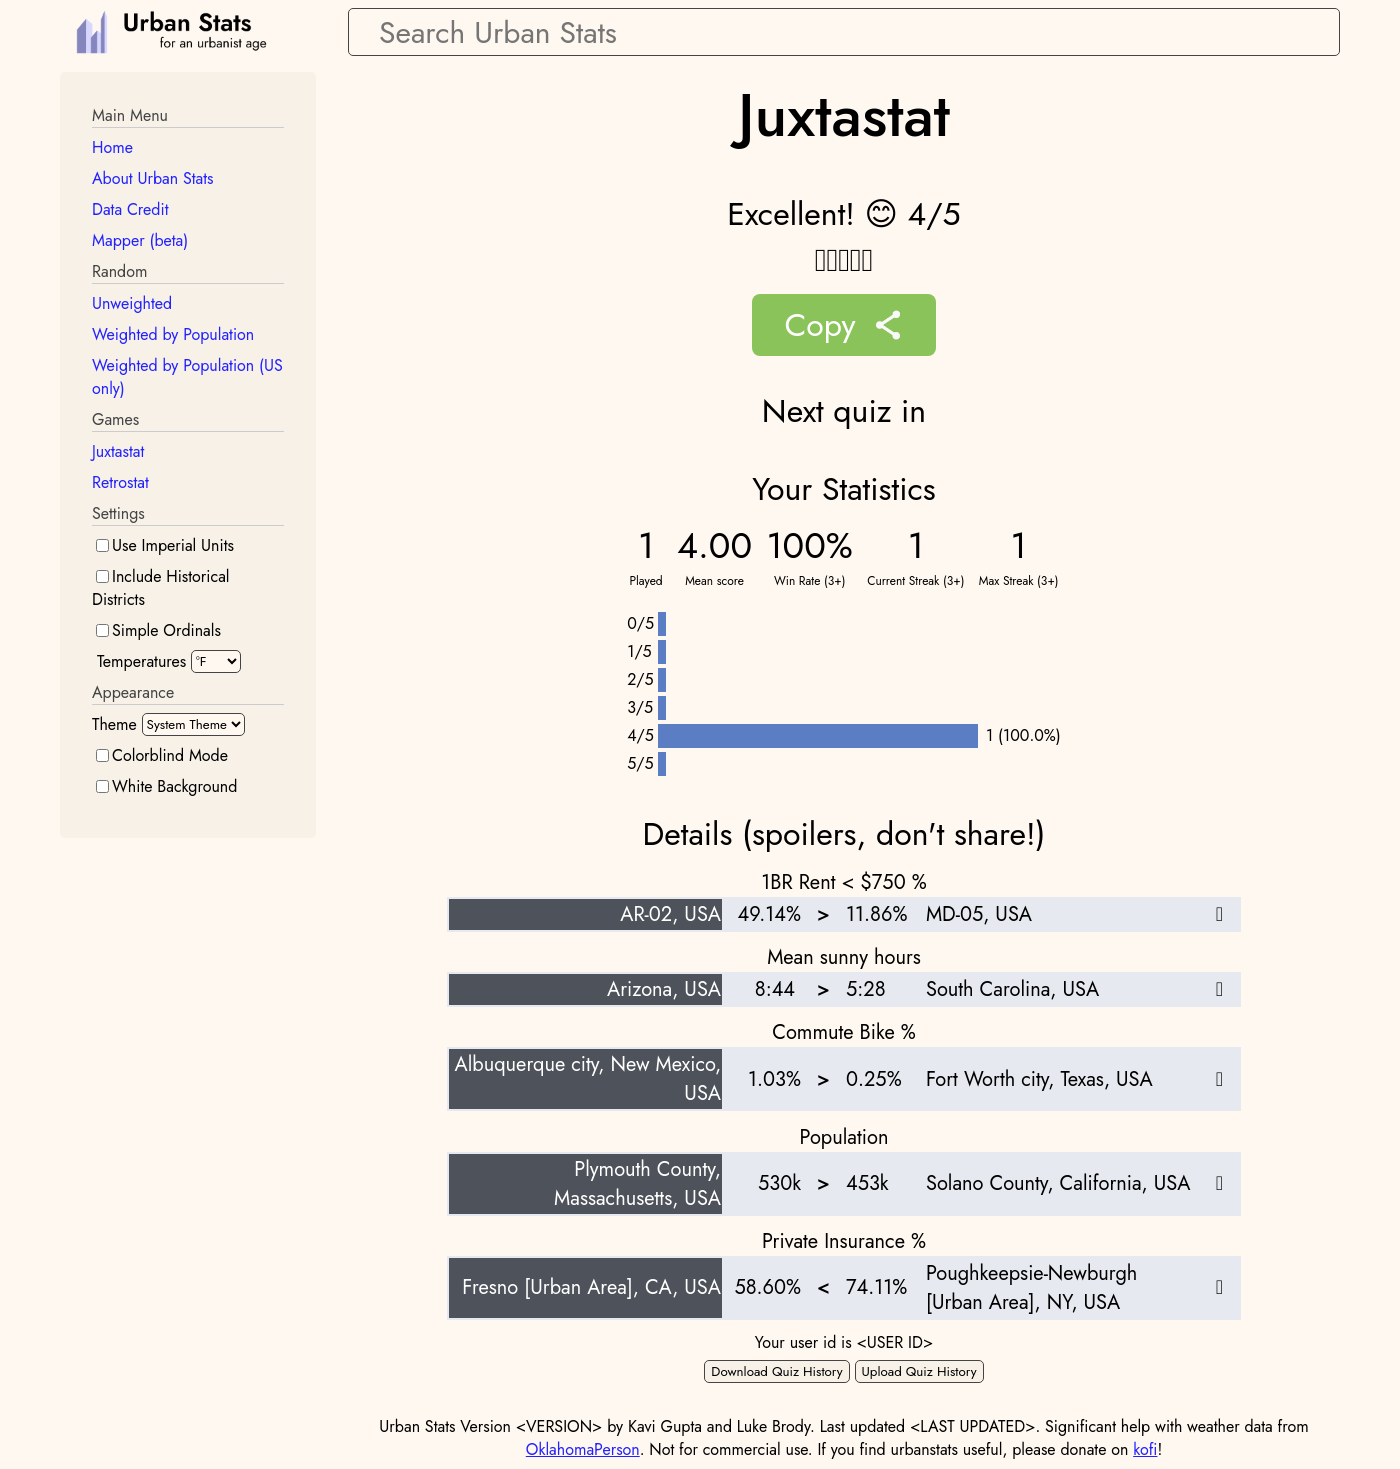 Urban Stats
for an urbanist age
Search Urban Stats
Main Menu
Home
About Urban Stats
Data Credit
Mapper (beta)
Random
Unweighted
Weighted by Population
Weighted by Population (US
only)
Games
Juxtastat
Retrostat
Settings
Use Imperial Units
Include Historical
Districts
Simple Ordinals
Temperatures °F
Appearance
Theme System Theme
Colorblind Mode
White Background
Juxtastat
Excellent! 😊 4/5
Copy
Next quiz in
Your Statistics
1 4.00 100% 1 1
Played Mean score Win Rate (3+) Current Streak (3+) Max Streak (3+)
0/5
1/5
2/5
3/5
4/5 1 (100.0%)
5/5
Details (spoilers, don't share!)
1BR Rent < $750 %
AR-02, USA 49.14% > 11.86% MD-05, USA
Mean sunny hours
Arizona, USA 8:44 > 5:28 South Carolina, USA
Commute Bike %
Albuquerque city, New Mexico,
USA 1.03% > 0.25% Fort Worth city, Texas, USA
Population
Plymouth County,
Massachusetts, USA 530k > 453k Solano County, California, USA
Private Insurance %
Fresno [Urban Area], CA, USA 58.60% < 74.11% Poughkeepsie-Newburgh
[Urban Area], NY, USA
Your user id is <USER ID>
Download Quiz History Upload Quiz History
Urban Stats Version <VERSION> by Kavi Gupta and Luke Brody. Last updated <LAST UPDATED>. Significant help with weather data from
OklahomaPerson. Not for commercial use. If you find urbanstats useful, please donate on kofi!